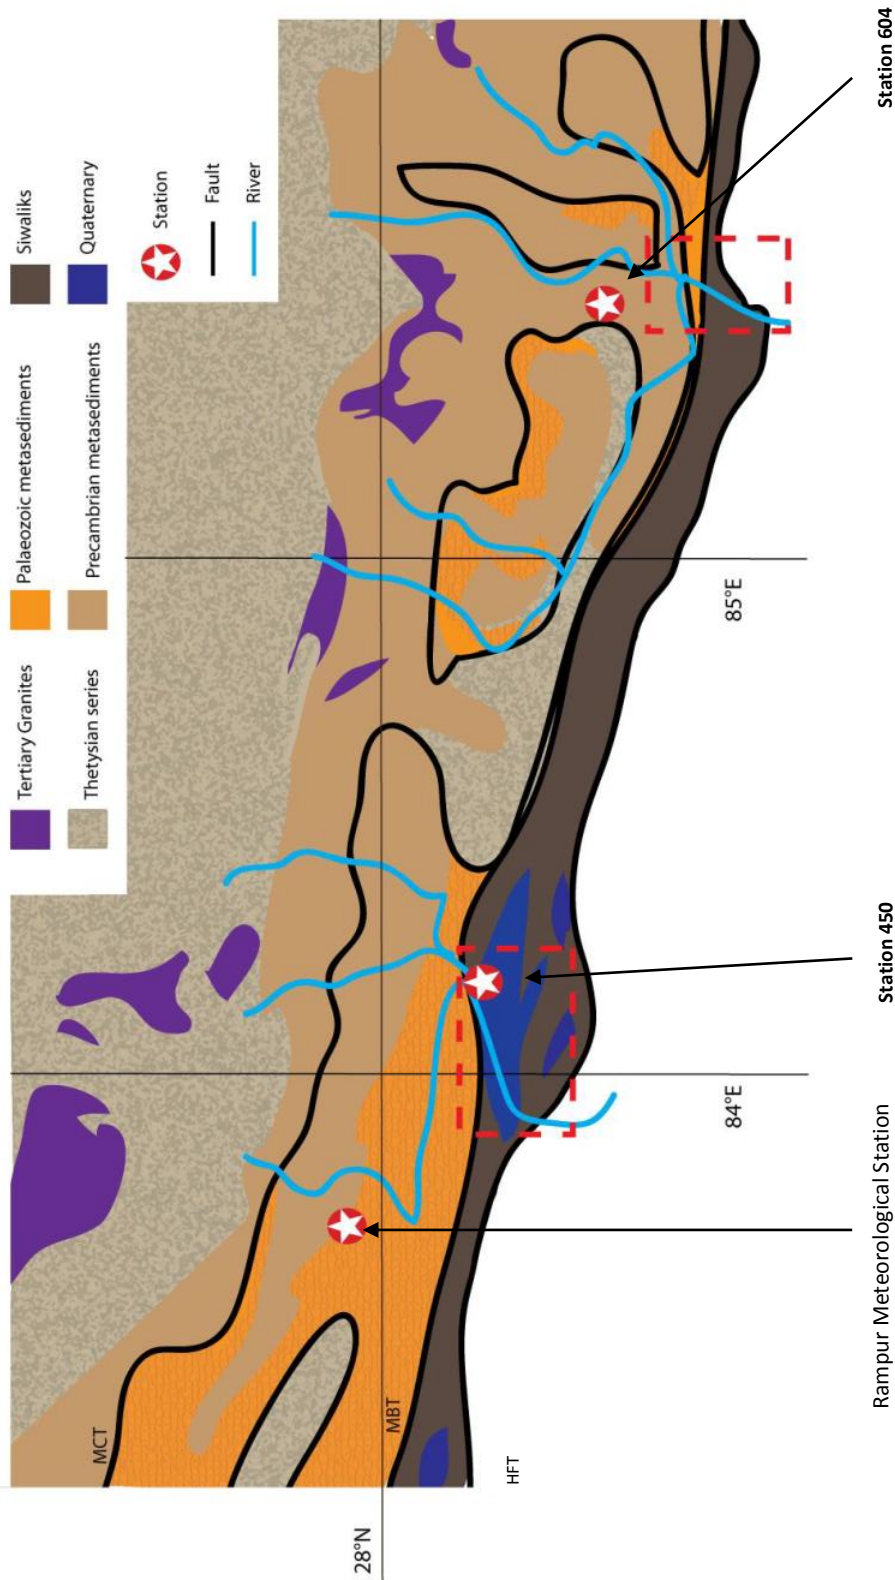 Tertiary Granites
Palaeozoic metasediments
Siwaliks
Thetysian series
Precambrian metasediments
Quaternary
Station
Fault
River
MCT
28°N
MBT
HFT
84°E
85°E
Rampur Meteorological Station
Station 450
Station 604